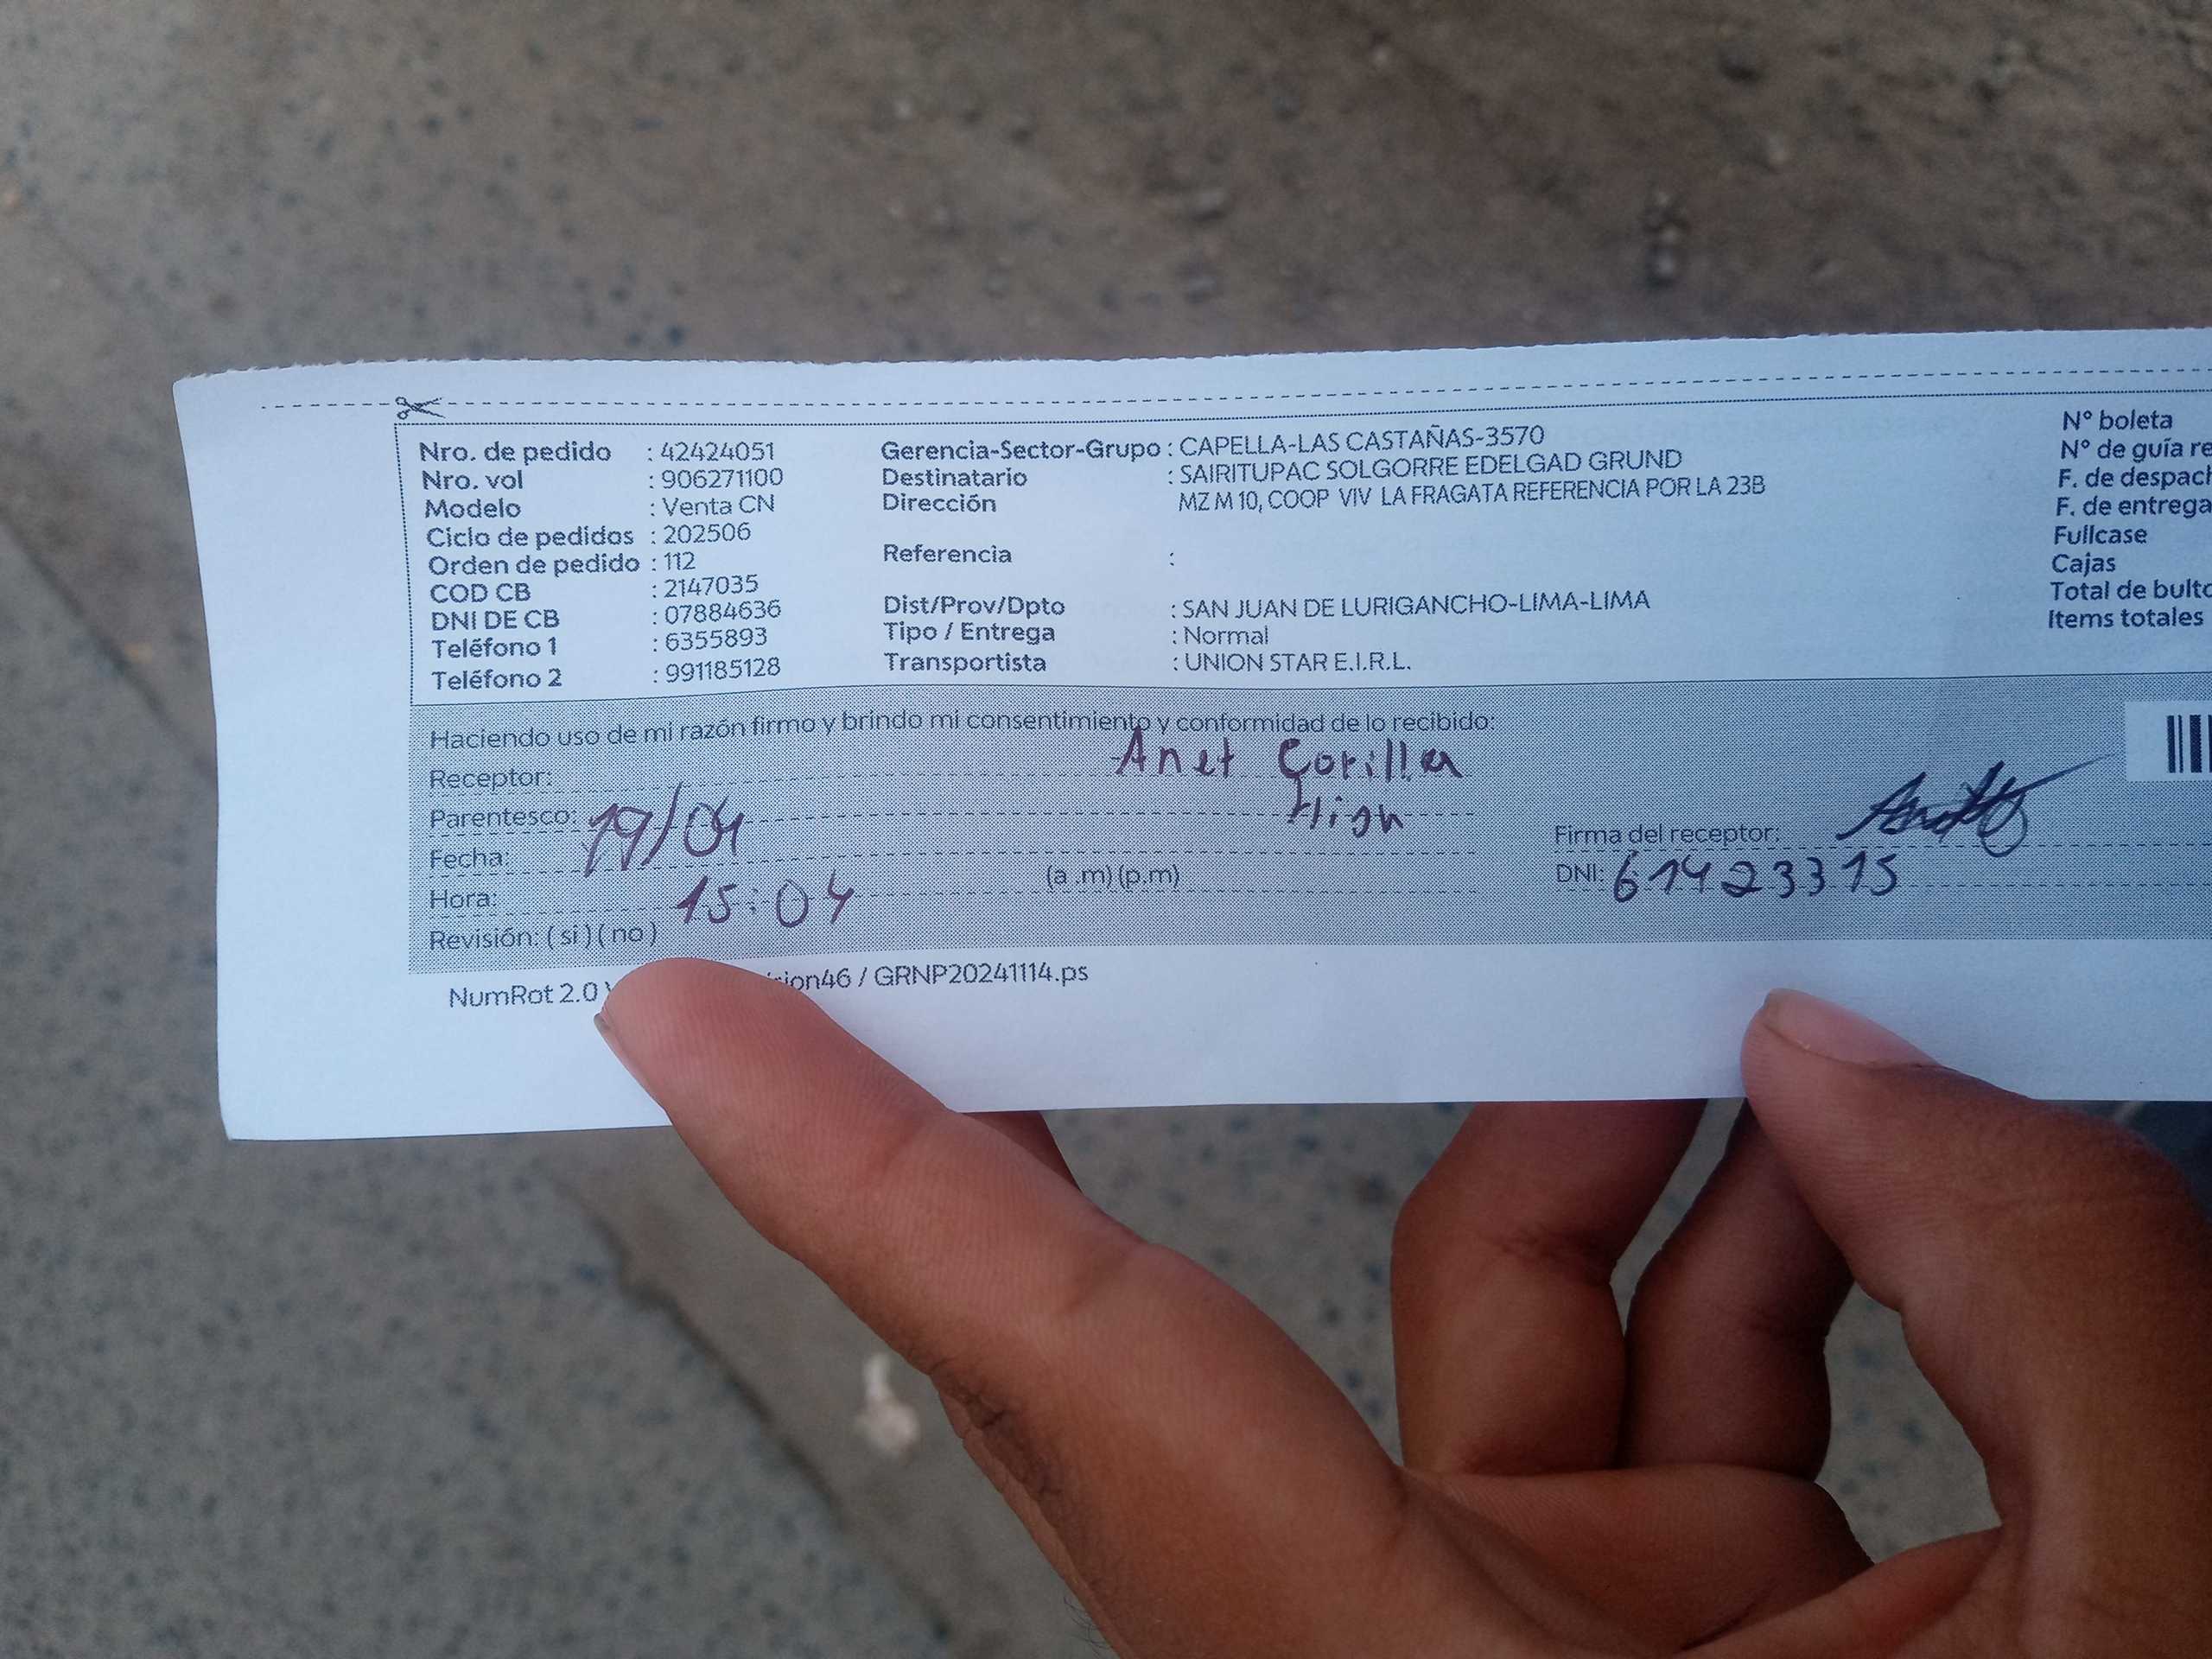 Nro. de pedido : 42424051
Nro. vol : 906271100
Modelo : Venta CN
Ciclo de pedidos : 202506
Orden de pedido : 112
COD CB : 2147035
DNI DE CB : 07884636
Teléfono 1 : 6355893
Teléfono 2 : 991185128
Gerencia-Sector-Grupo : CAPELLA-LAS CASTAÑAS-3570
Destinatario : SAIRITUPAC SOLGORRE EDELGAD GRUND
Dirección MZ M 10, COOP VIV LA FRAGATA REFERENCIA POR LA 23B
Referencia :
Dist/Prov/Dpto : SAN JUAN DE LURIGANCHO-LIMA-LIMA
Tipo / Entrega : Normal
Transportista : UNION STAR E.I.R.L.
N° boleta
N° de guía re
F. de despach
F. de entrega
Fullcase
Cajas
Total de bulto
Items totales
Haciendo uso de mi razón firmo y brindo mi consentimiento y conformidad de lo recibido:
Receptor: Anet Corilla
Parentesco:
Fecha: 19/04
Hora: 15:04 (a .m) (p.m)
Revisión: ( si ) ( no )
Firma del receptor:
DNI: 61423315
NumRot 2.0
ion46 / GRNP20241114.ps